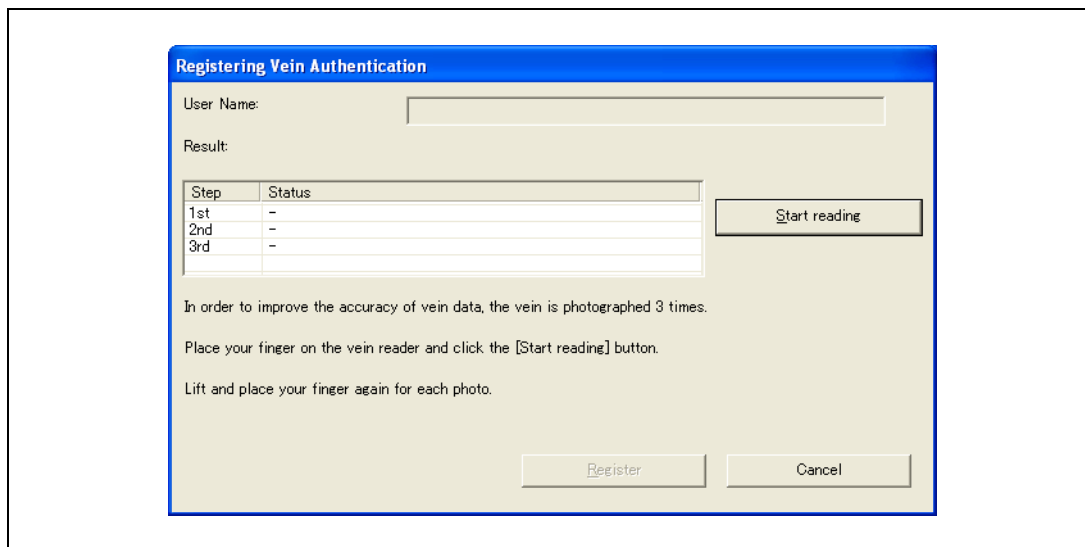 Registering Vein Authentication
User Name:
Result:
Step Status
1st -
2nd -
3rd -
Start reading
In order to improve the accuracy of vein data, the vein is photographed 3 times.
Place your finger on the vein reader and click the [Start reading] button.
Lift and place your finger again for each photo.
Register Cancel